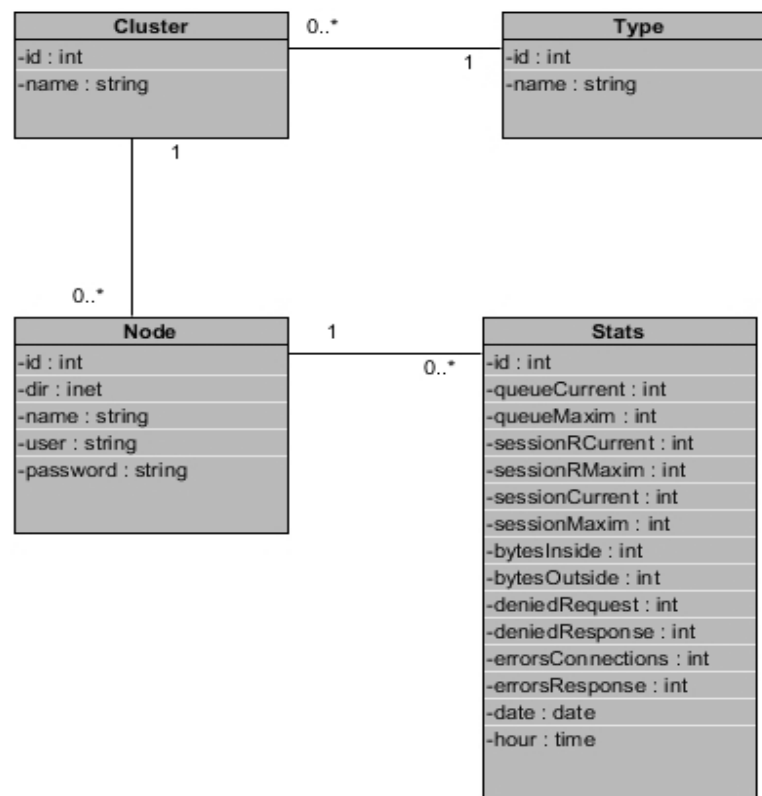 Cluster
-id : int
-name : string
0..*
1
Type
-id : int
-name : string
1
0..*
Node
-id : int
-dir : inet
-name : string
-user : string
-password : string
1
0..*
Stats
-id : int
-queueCurrent : int
-queueMaxim : int
-sessionRCurrent : int
-sessionRMaxim : int
-sessionCurrent : int
-sessionMaxim : int
-bytesInside : int
-bytesOutside : int
-deniedRequest : int
-deniedResponse : int
-errorsConnections : int
-errorsResponse : int
-date : date
-hour : time